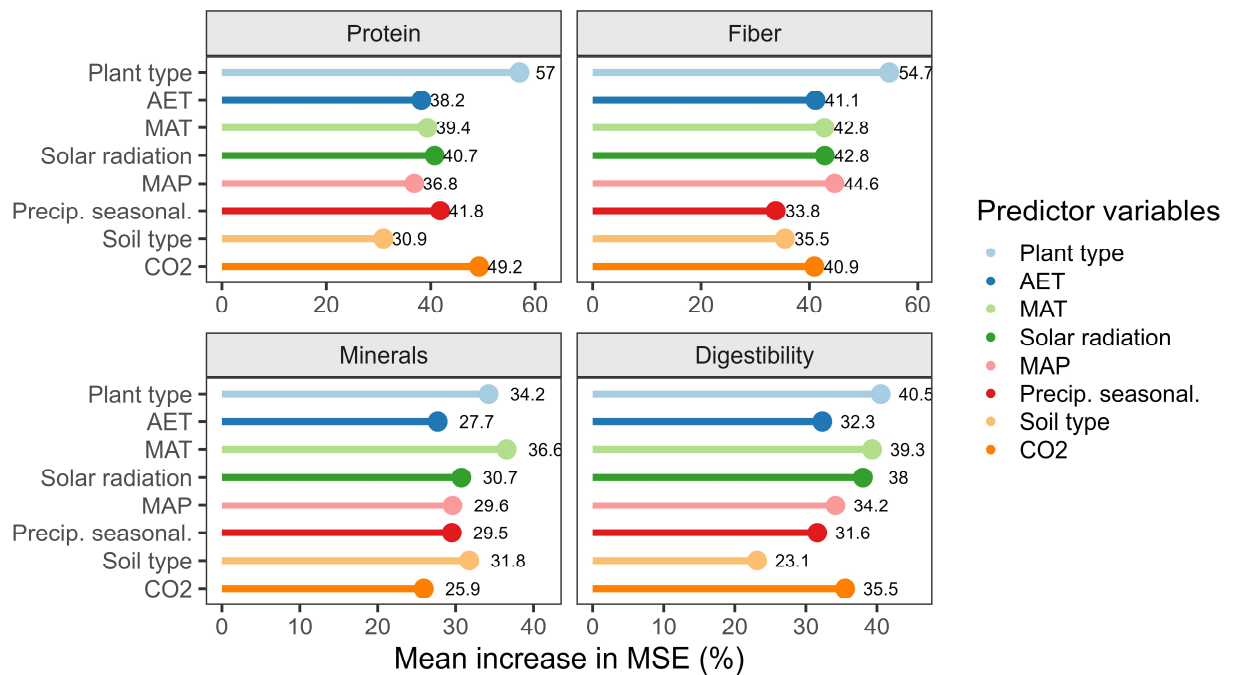 Protein
Fiber
Plant type 57 54.7
AET 38.2 41.1
MAT 39.4 42.8
Solar radiation 40.7 42.8
MAP 36.8 44.6
Precip. seasonal. 41.8 33.8
Soil type 30.9 35.5
CO2 49.2 40.9
0 20 40 60 0 20 40 60
Minerals
Digestibility
Plant type 34.2 40.5
AET 27.7 32.3
MAT 36.6 39.3
Solar radiation 30.7 38
MAP 29.6 34.2
Precip. seasonal. 29.5 31.6
Soil type 31.8 23.1
CO2 25.9 35.5
0 10 20 30 40 0 10 20 30 40
Mean increase in MSE (%)
Predictor variables
Plant type
AET
MAT
Solar radiation
MAP
Precip. seasonal.
Soil type
CO2